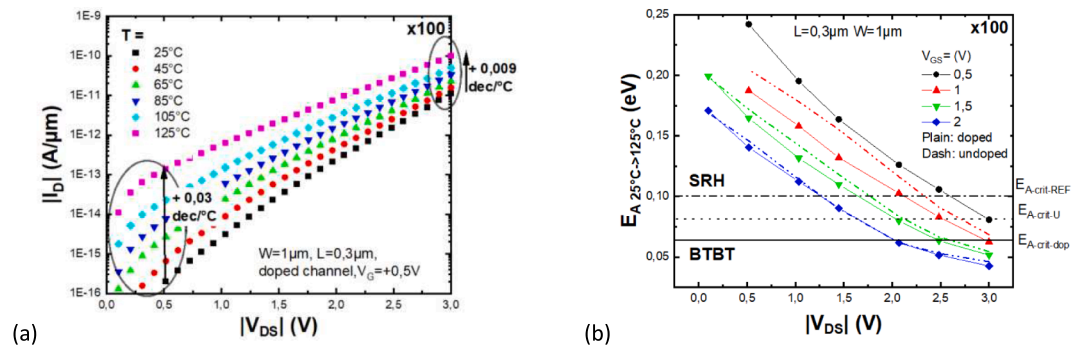 x100
T =
25°C
45°C
65°C
85°C
105°C
125°C
+ 0,009
dec/°C
+ 0,03
dec/°C
W=1µm, L=0,3µm,
doped channel,V_G=+0,5V
1E-9
1E-10
1E-11
1E-12
1E-13
1E-14
1E-15
1E-16
|I_D| (A/µm)
0,0 0,5 1,0 1,5 2,0 2,5 3,0
|V_DS| (V)
(a)
x100
L=0,3µm W=1µm
V_GS= (V)
0,5
1
1,5
2
Plain: doped
Dash: undoped
0,25
0,20
0,15
0,10
0,05
E_A 25°C->125°C (eV)
SRH
BTBT
E_A-crit-REF
E_A-crit-U
E_A-crit-dop
0,0 0,5 1,0 1,5 2,0 2,5 3,0
|V_DS| (V)
(b)